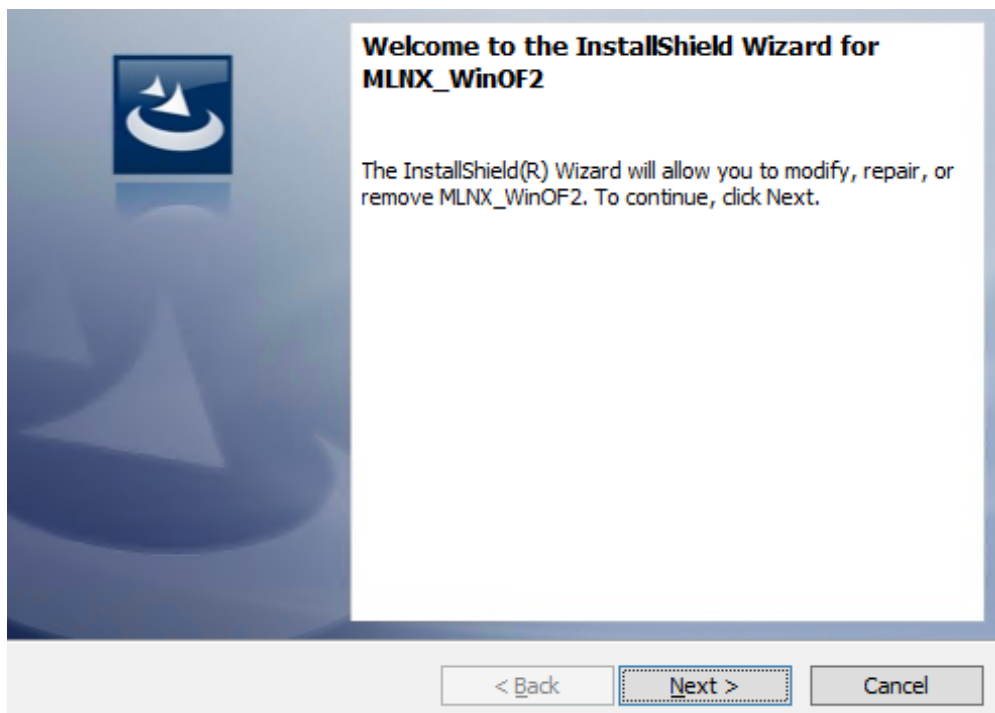 Welcome to the InstallShield Wizard for
MLNX_WinOF2
The InstallShield(R) Wizard will allow you to modify, repair, or
remove MLNX_WinOF2. To continue, click Next.
< Back
Next >
Cancel